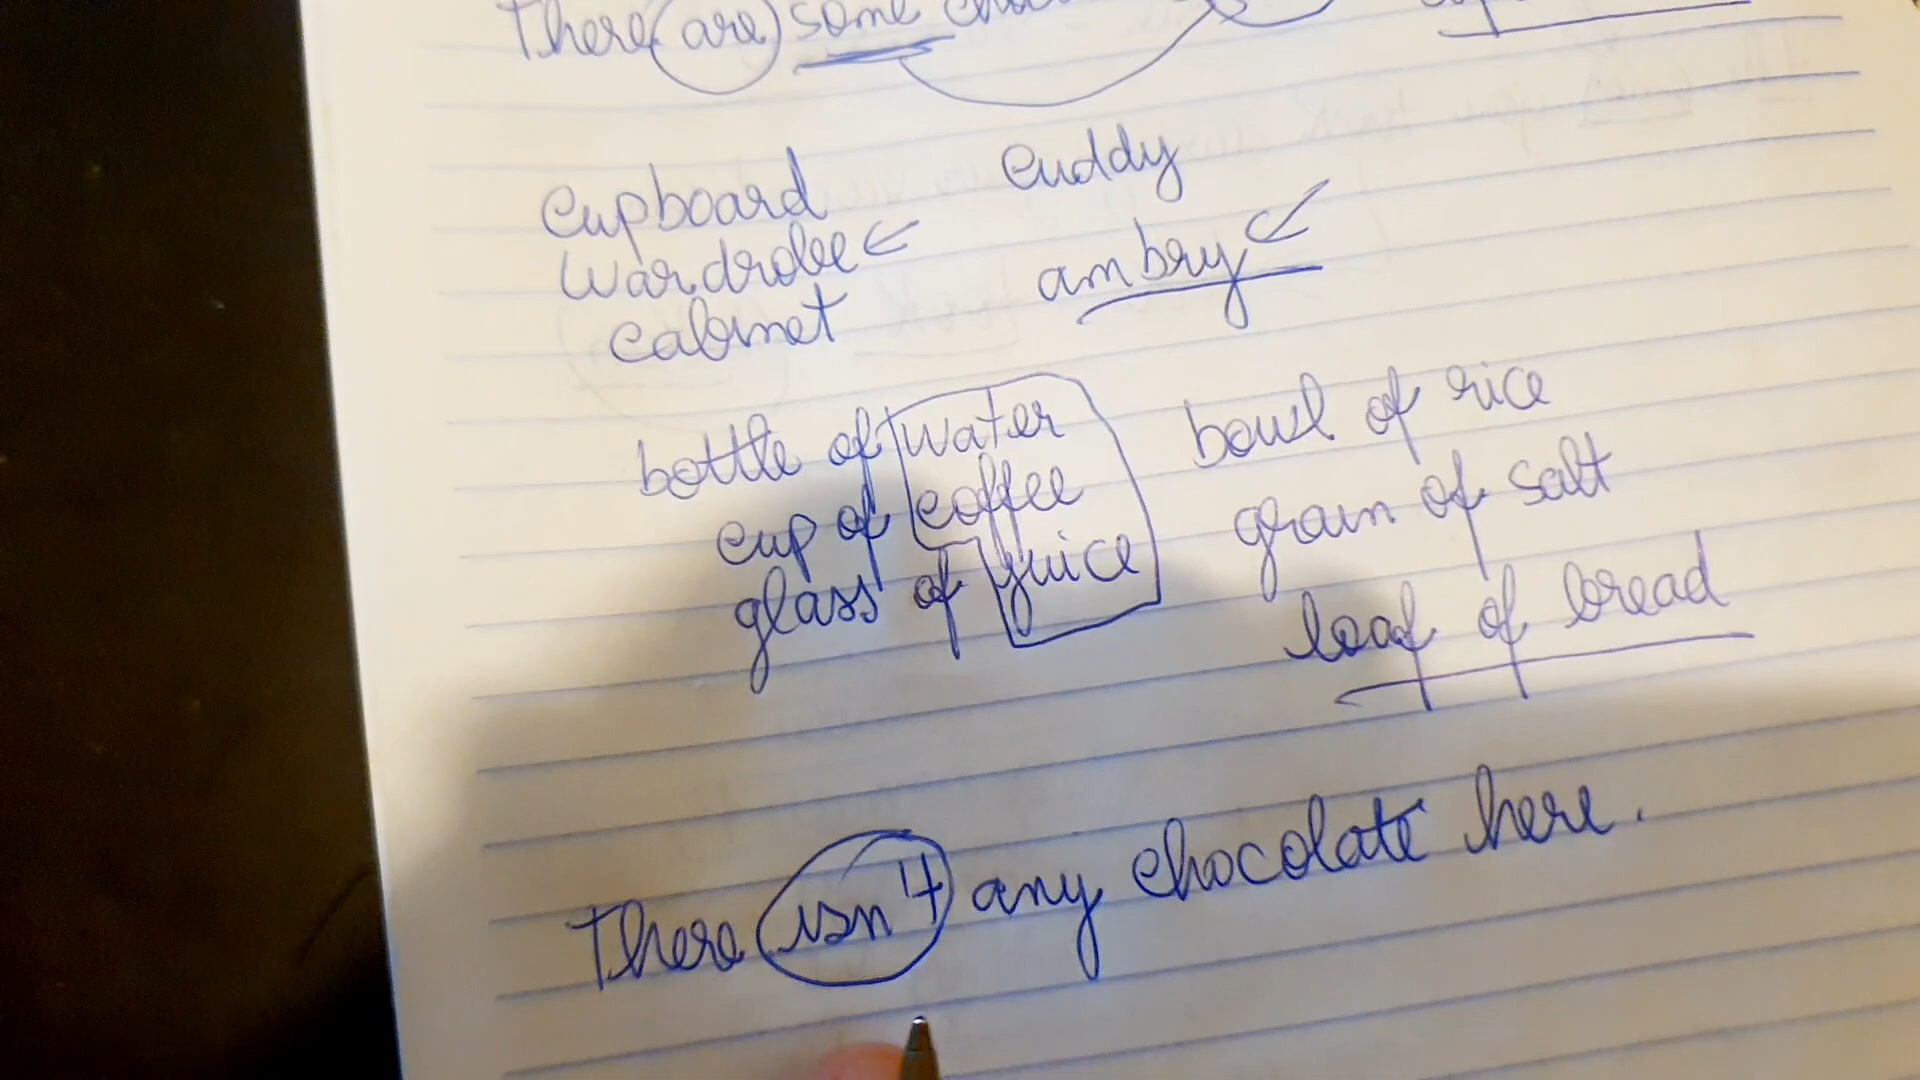 There are some
cupboard
wardrobe
cabinet
cuddy
ambry
bottle of water
cup of coffee
glass of juice
bowl of rice
grain of salt
loaf of bread
There isn't any chocolate here.